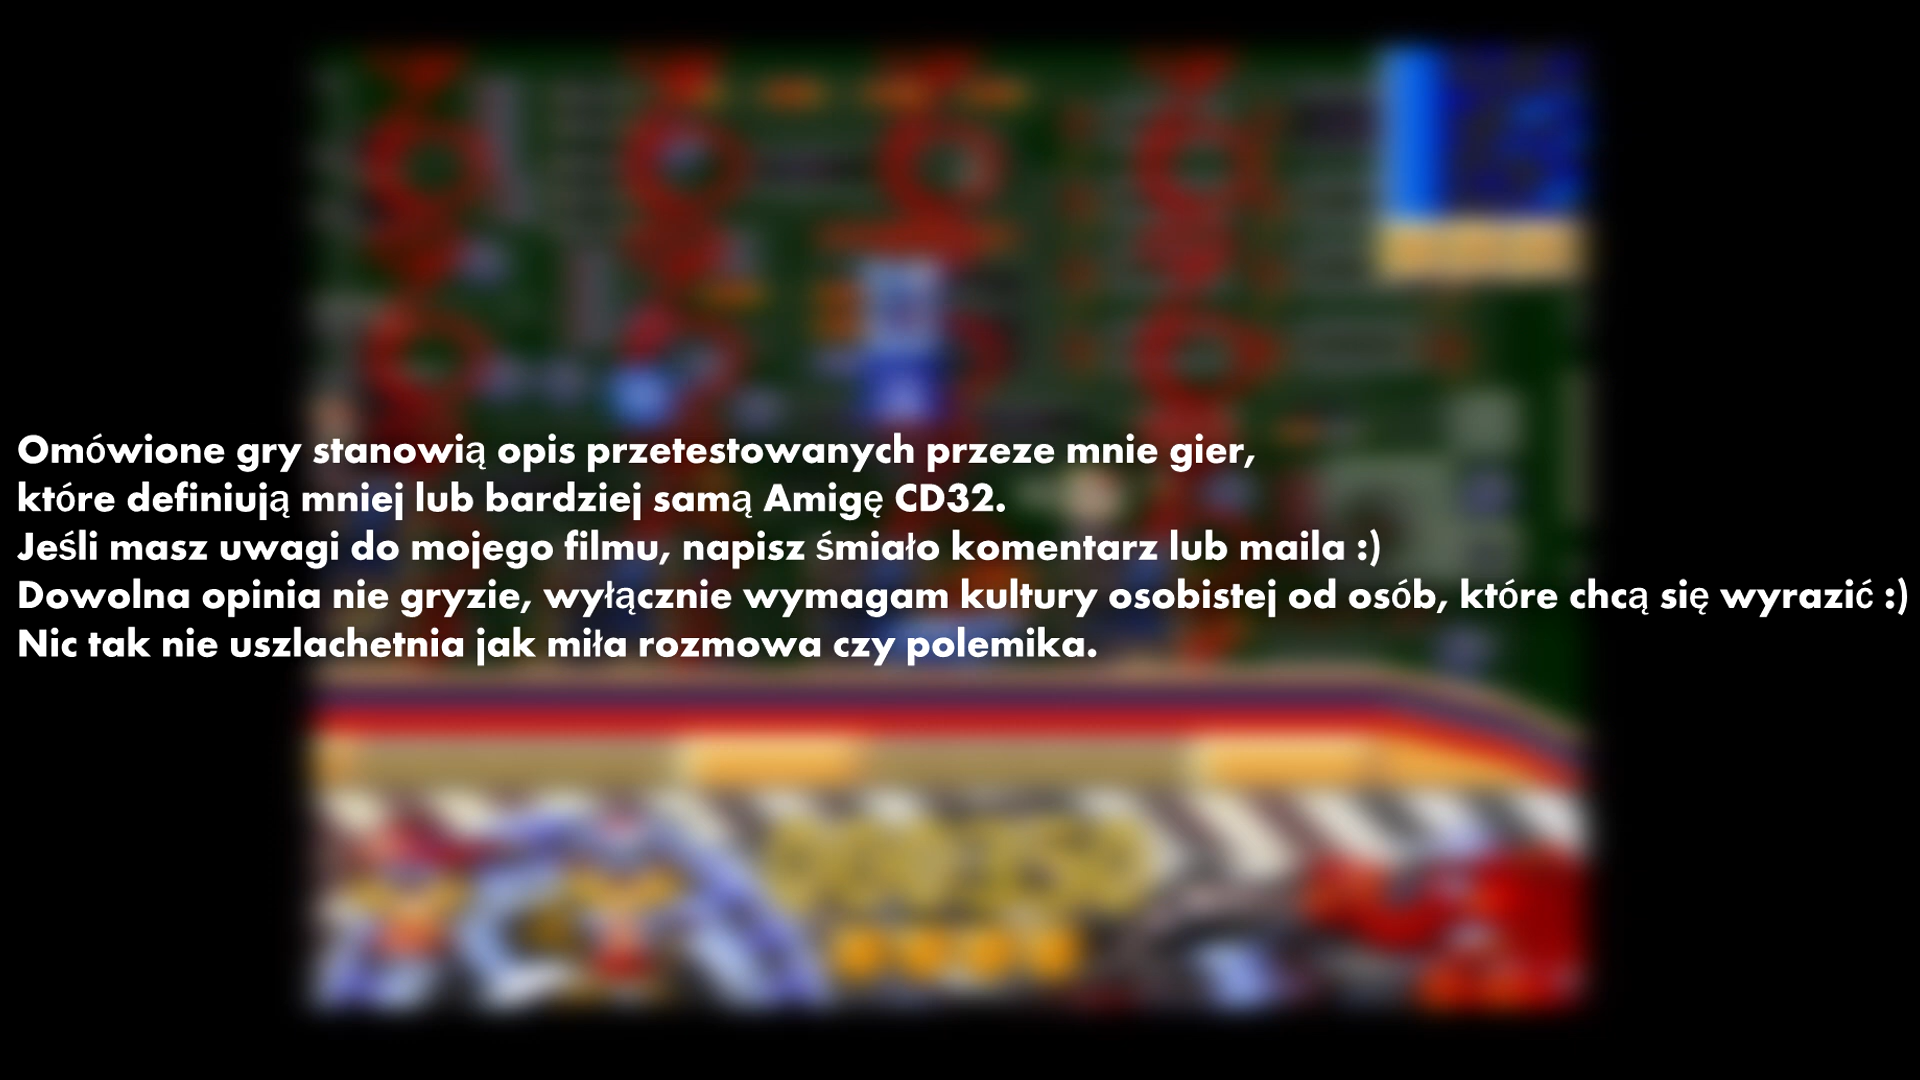 Omówione gry stanowią opis przetestowanych przeze mnie gier,
które definiują mniej lub bardziej samą Amigę CD32.
Jeśli masz uwagi do mojego filmu, napisz śmiało komentarz lub maila :)
Dowolna opinia nie gryzie, wyłącznie wymagam kultury osobistej od osób, które chcą się wyrazić :)
Nic tak nie uszlachetnia jak miła rozmowa czy polemika.